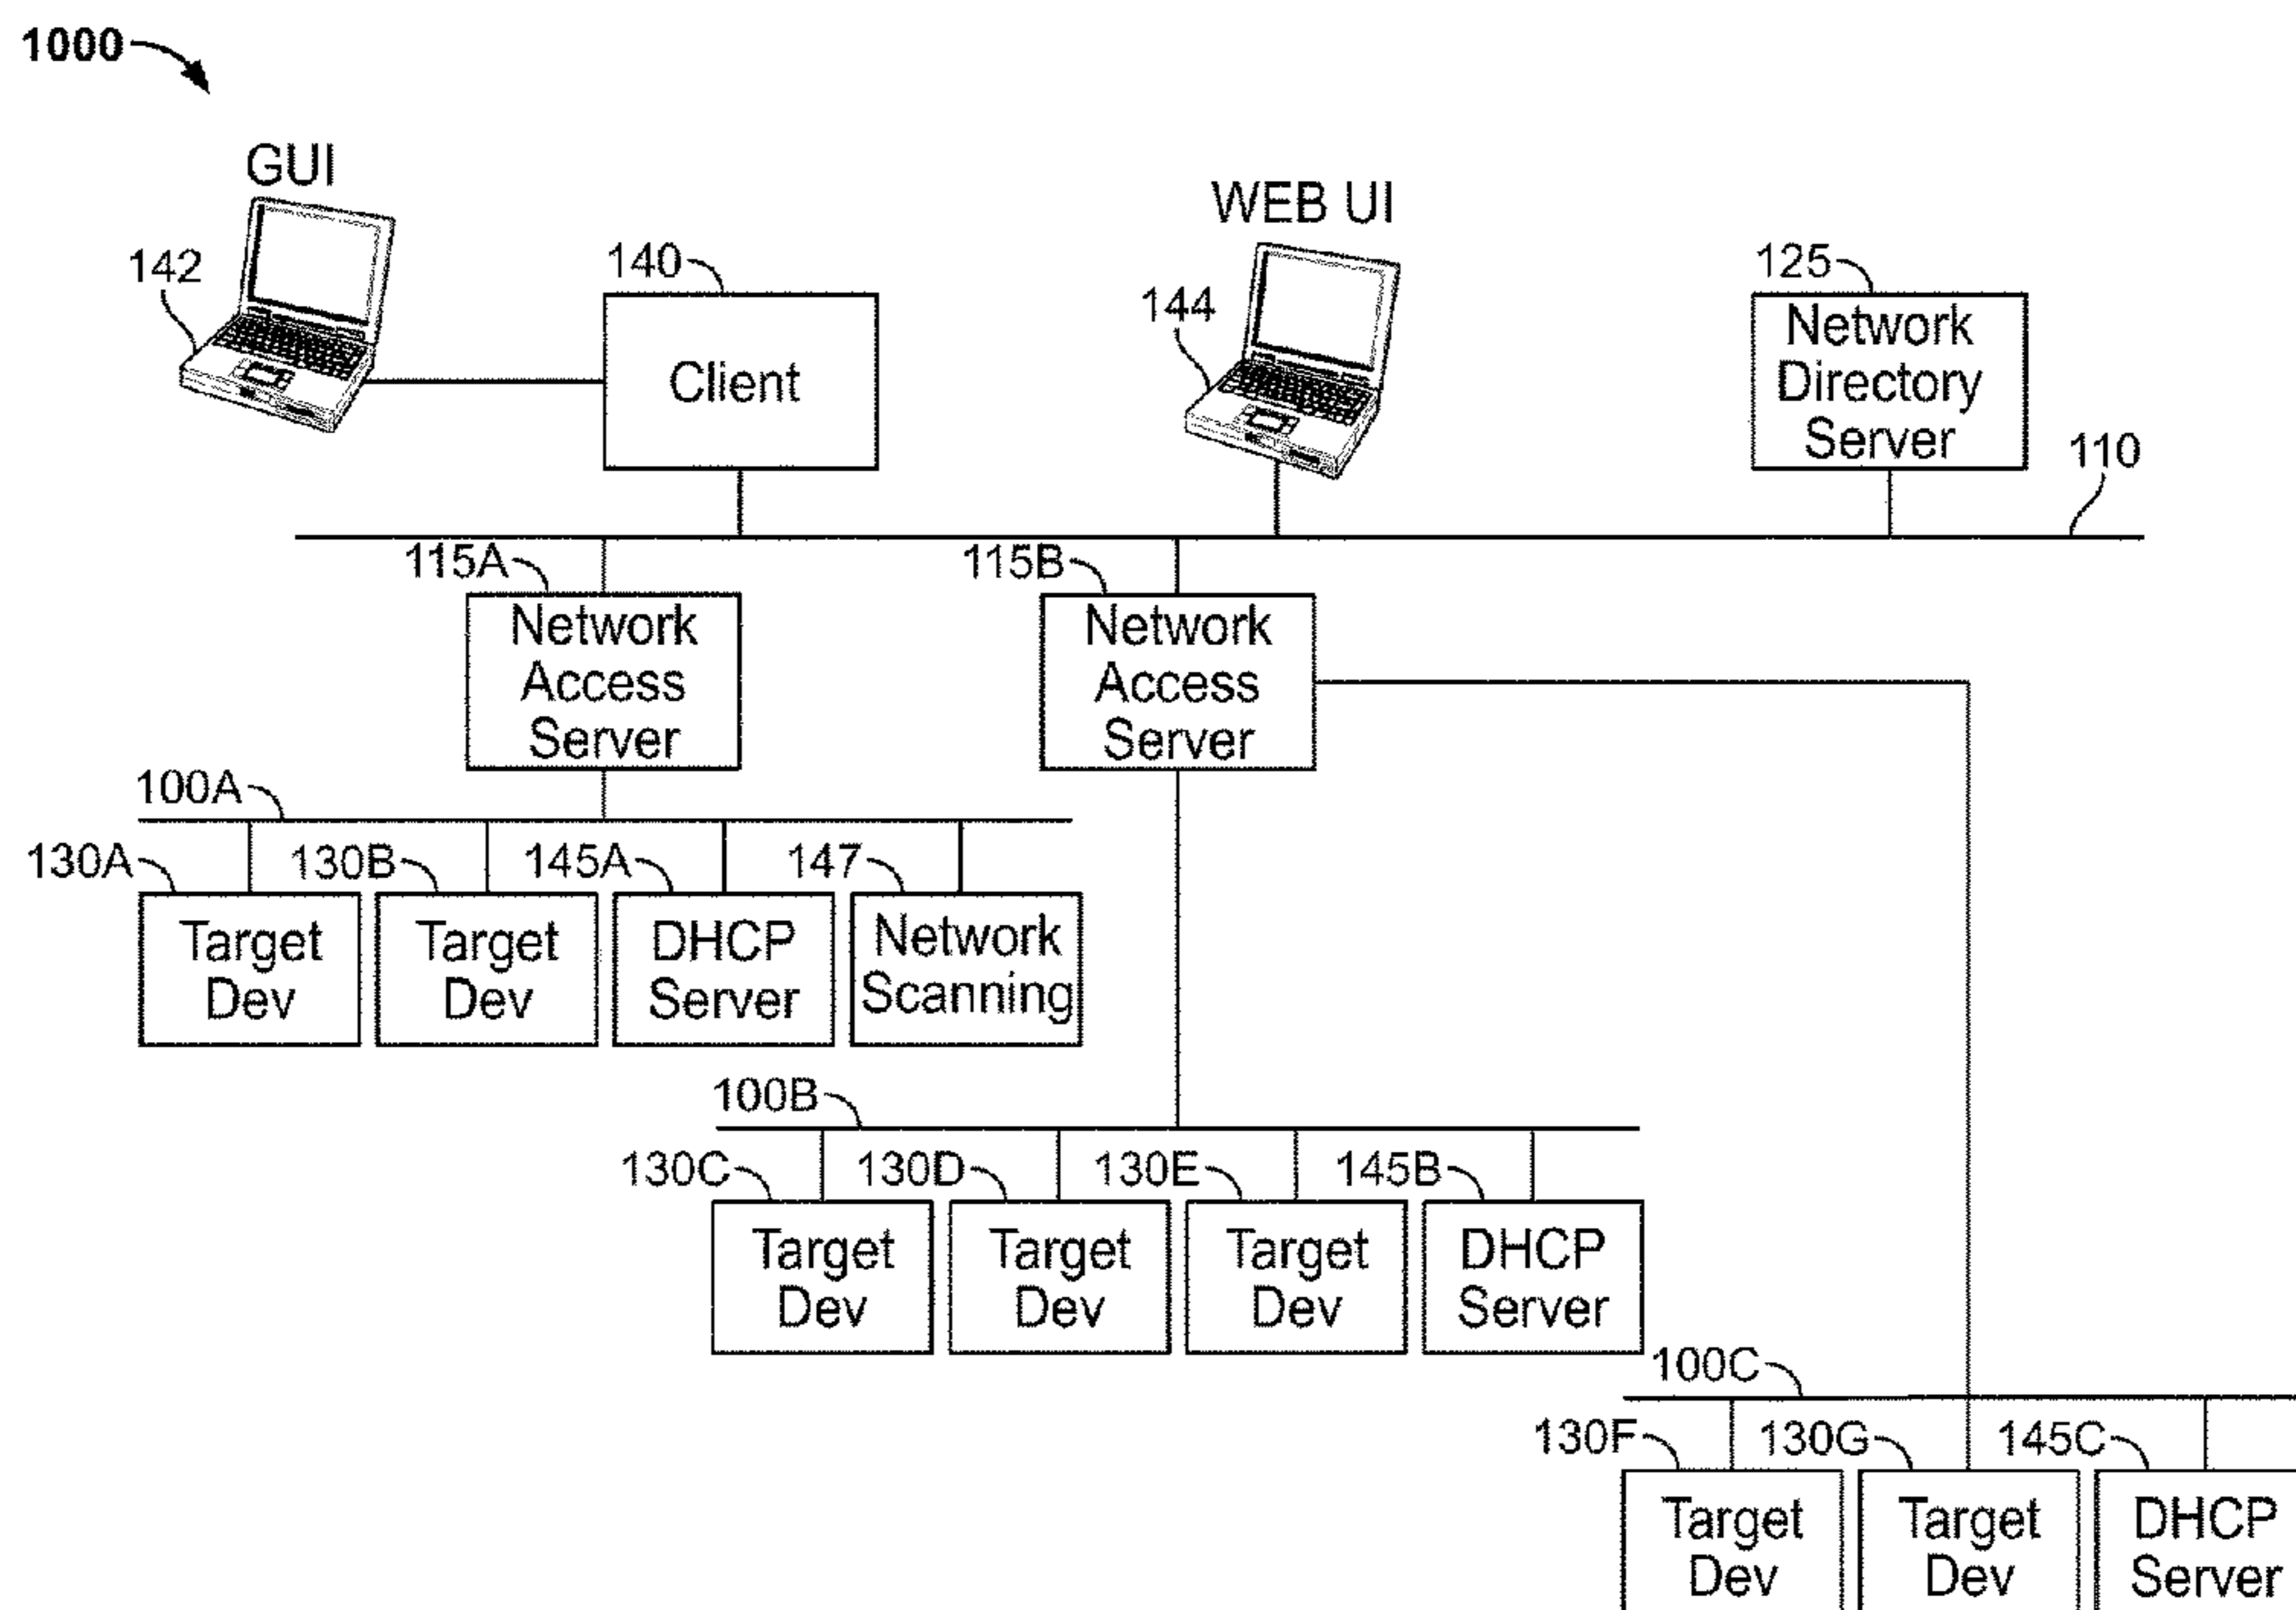 1000
GUI
WEB UI
142
140
144
125
Client
Network
Directory
Server
110
115A
115B
Network
Access
Server
Network
Access
Server
100A
130A
130B
145A
147
Target
Dev
Target
Dev
DHCP
Server
Network
Scanning
100B
130C
130D
130E
145B
Target
Dev
Target
Dev
Target
Dev
DHCP
Server
100C
130F
130G
145C
Target
Dev
Target
Dev
DHCP
Server